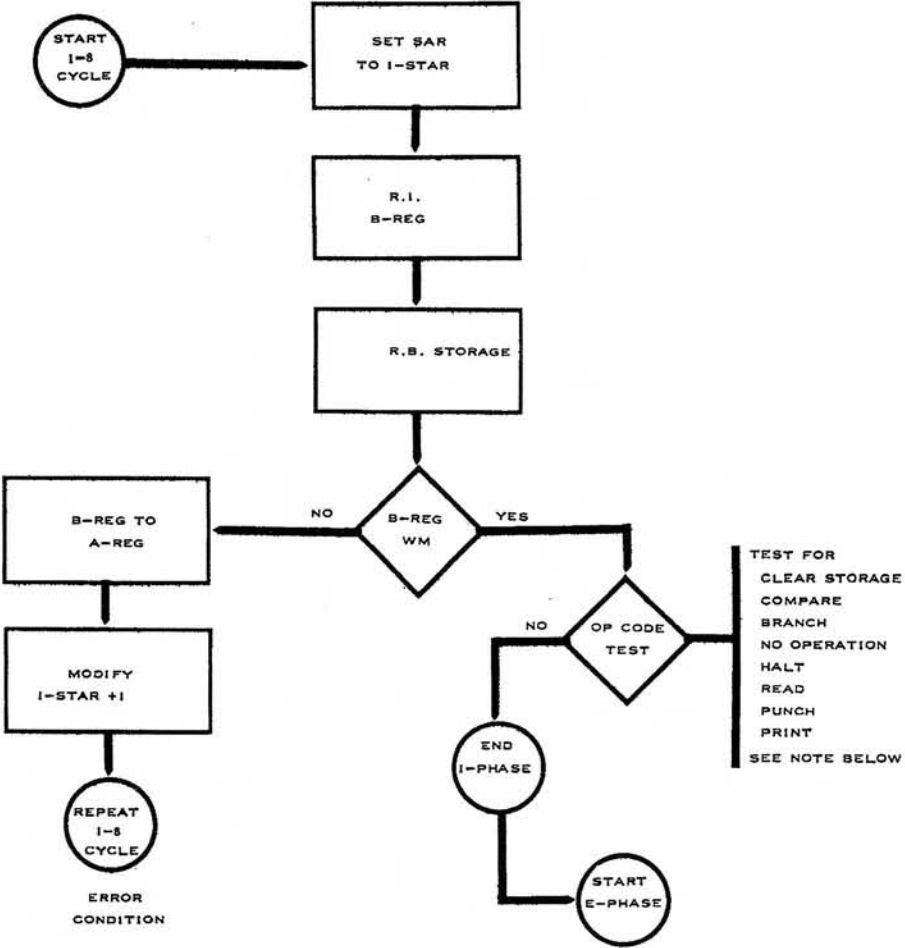 START
I-8
CYCLE
SET SAR
TO I-STAR
R.I.
B-REG
R.B. STORAGE
B-REG
WM
NO
YES
B-REG TO
A-REG
MODIFY
I-STAR +1
REPEAT
I-8
CYCLE
ERROR
CONDITION
OP CODE
TEST
NO
TEST FOR
CLEAR STORAGE
COMPARE
BRANCH
NO OPERATION
HALT
READ
PUNCH
PRINT
SEE NOTE BELOW
END
I-PHASE
START
E-PHASE